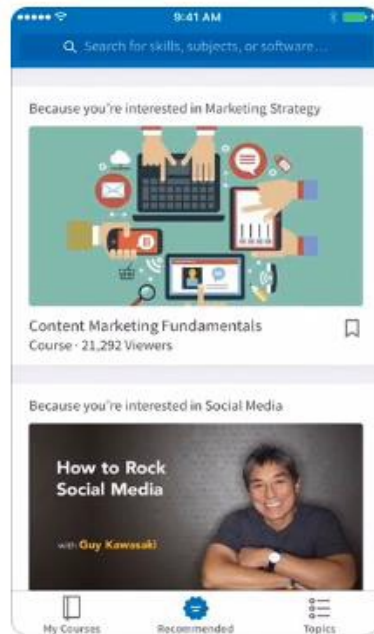 9:41 AM
Search for skills, subjects, or software...
Because you're interested in Marketing Strategy
Content Marketing Fundamentals
Course · 21,292 Viewers
Because you're interested in Social Media
How to Rock
Social Media
with Guy Kawasaki
My Courses
Recommended
Topics